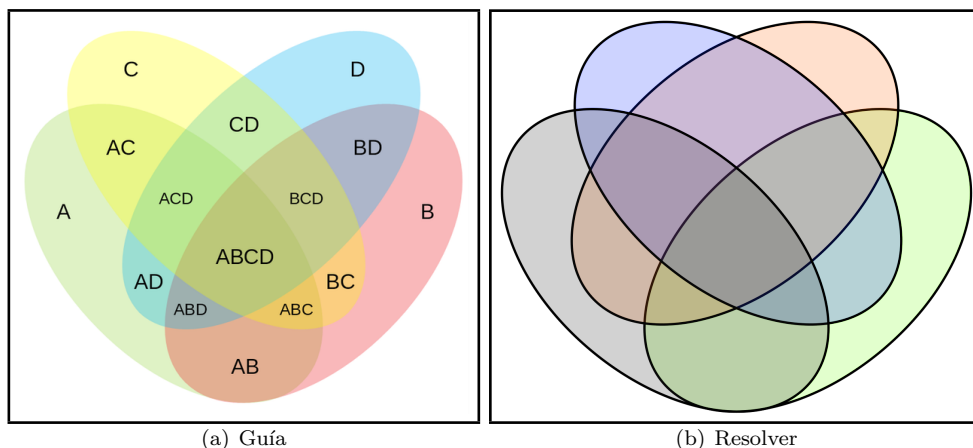 C
D
CD
AC
BD
ACD
BCD
A
B
ABCD
AD
BC
ABD
ABC
AB
(a) Guía
(b) Resolver